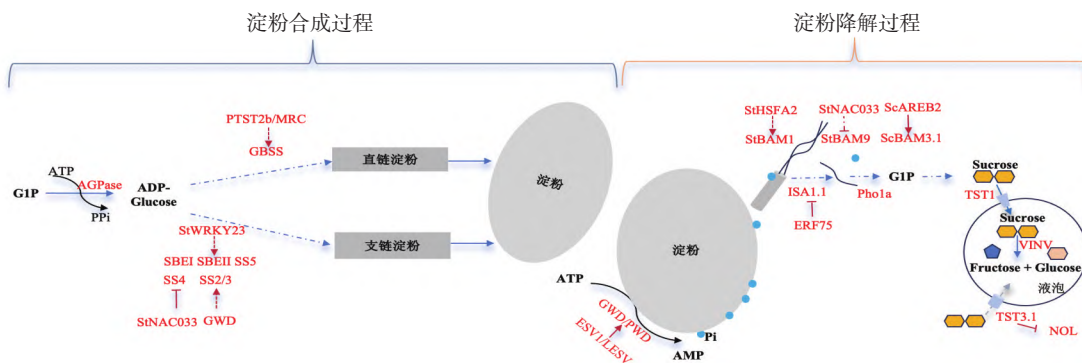 淀粉合成过程
淀粉降解过程
PTST2b/MRC
GBSS
ATP
AGPase
G1P
PPi
ADP-
Glucose
直链淀粉
支链淀粉
淀粉
StWRKY23
SBEI SBEII SS5
SS4 SS2/3
StNAC033 GWD
StHSFA2 StNAC033 ScAREB2
StBAM1 StBAM9 ScBAM3.1
淀粉
ISA1.1
ERF75
Pho1a
G1P
ATP
GWD/PWD
ESV1/LESV
AMP
Pi
Sucrose
TST1
Sucrose
VINV
Fructose + Glucose
液泡
TST3.1
NOL